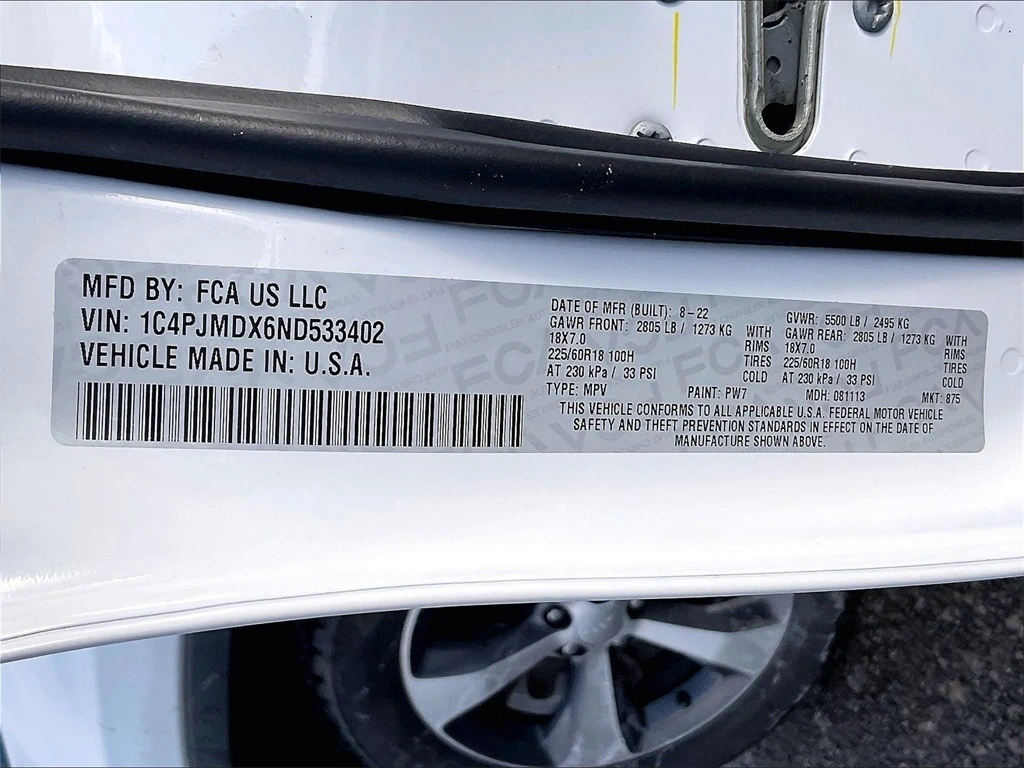 MFD BY: FCA US LLC
VIN: 1C4PJMDX6ND533402
VEHICLE MADE IN: U.S.A.
DATE OF MFR (BUILT): 8-22 GVWR: 5500 LB / 2495 KG
GAWR FRONT: 2805 LB / 1273 KG WITH GAWR REAR: 2805 LB / 1273 KG WITH
18X7.0 RIMS 18X7.0 RIMS
225/60R18 100H TIRES 225/60R18 100H TIRES
AT 230 kPa / 33 PSI COLD AT 230 kPa / 33 PSI COLD
TYPE: MPV PAINT: PW7 MDH: 081113 MKT: 875
THIS VEHICLE CONFORMS TO ALL APPLICABLE U.S.A. FEDERAL MOTOR VEHICLE
SAFETY AND THEFT PREVENTION STANDARDS IN EFFECT ON THE DATE OF
MANUFACTURE SHOWN ABOVE.